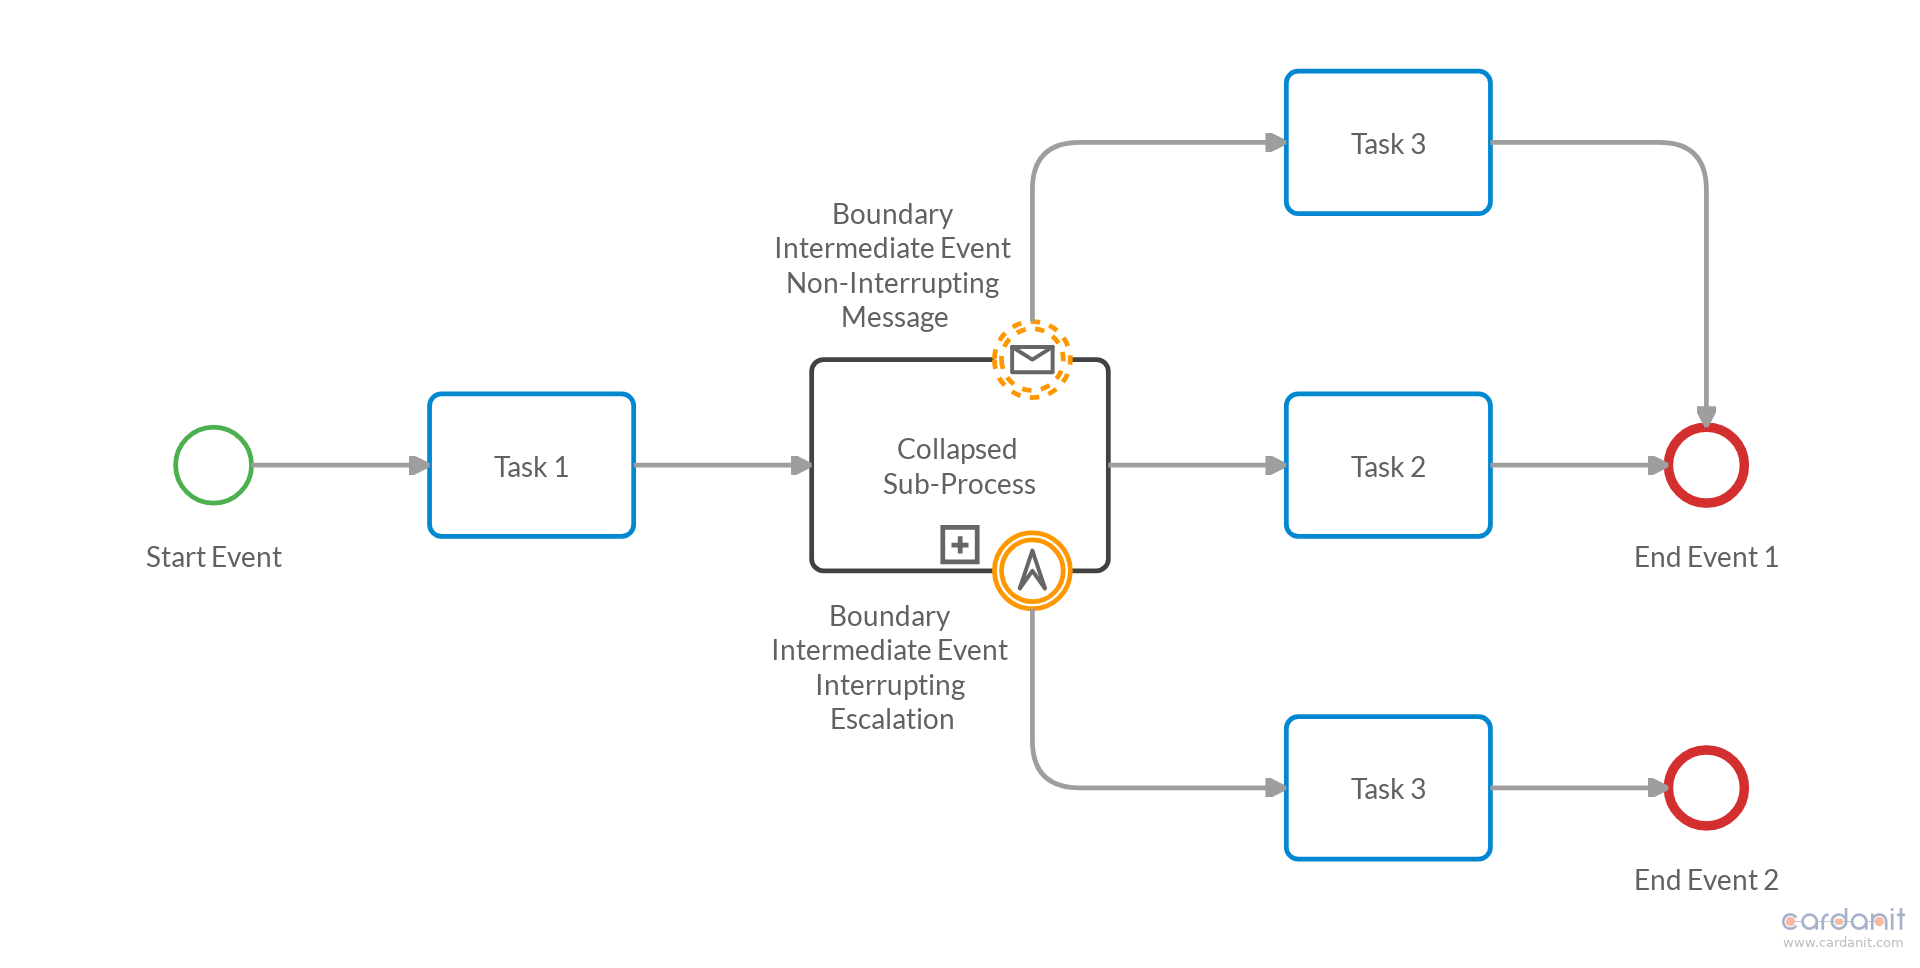 Task 3
Boundary
Intermediate Event
Non-Interrupting
Message
Start Event
Task 1
Collapsed
Sub-Process
Task 2
End Event 1
Boundary
Intermediate Event
Interrupting
Escalation
Task 3
End Event 2
cardanit
www.cardanit.com